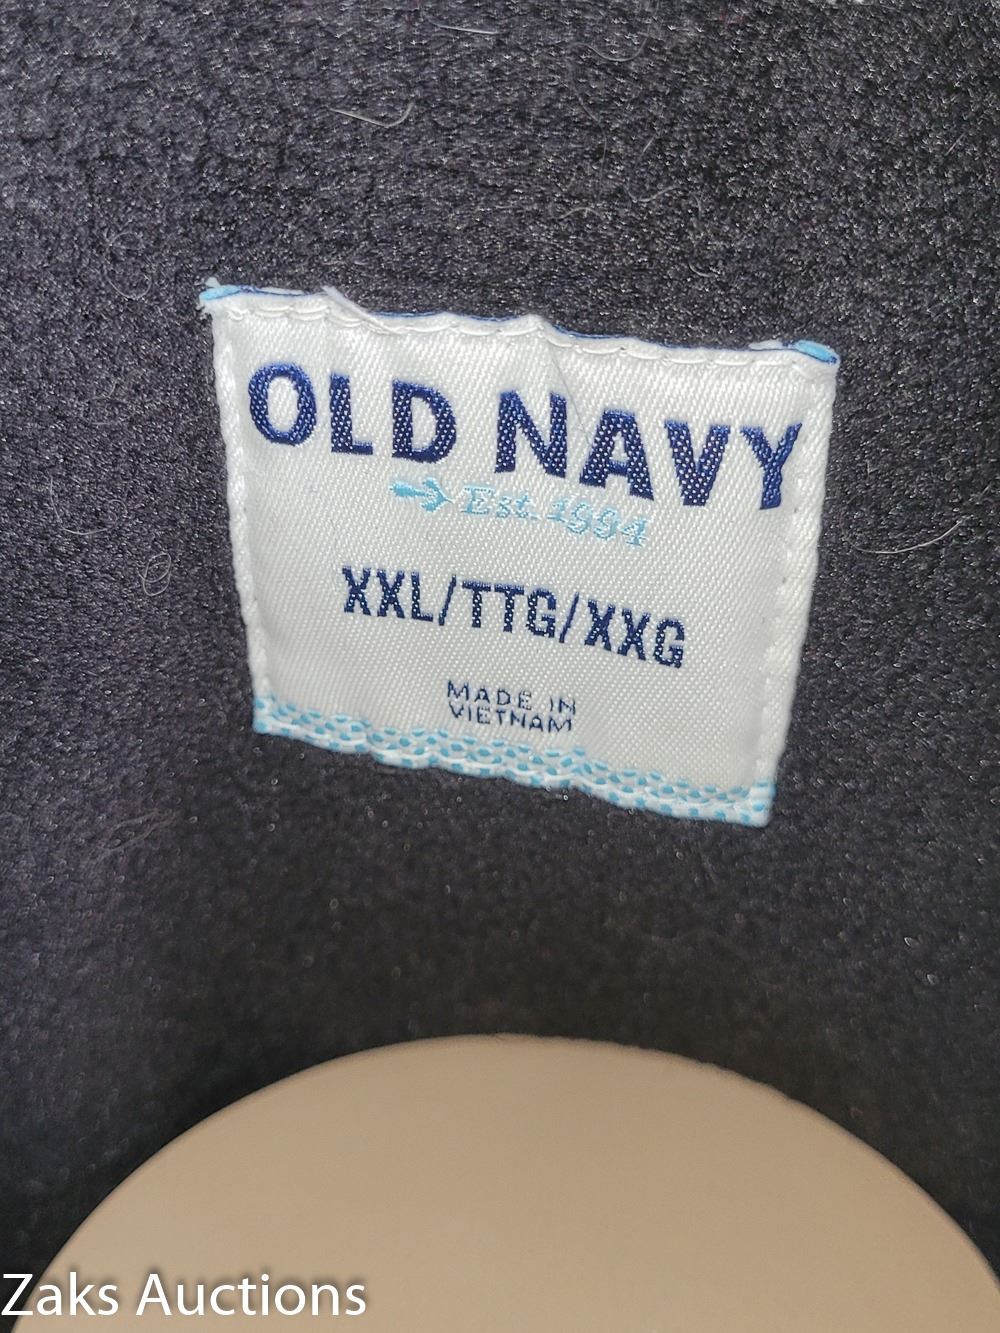 OLD NAVY
Est. 1994
XXL/TTG/XXG
MADE IN
VIETNAM
Zaks Auctions